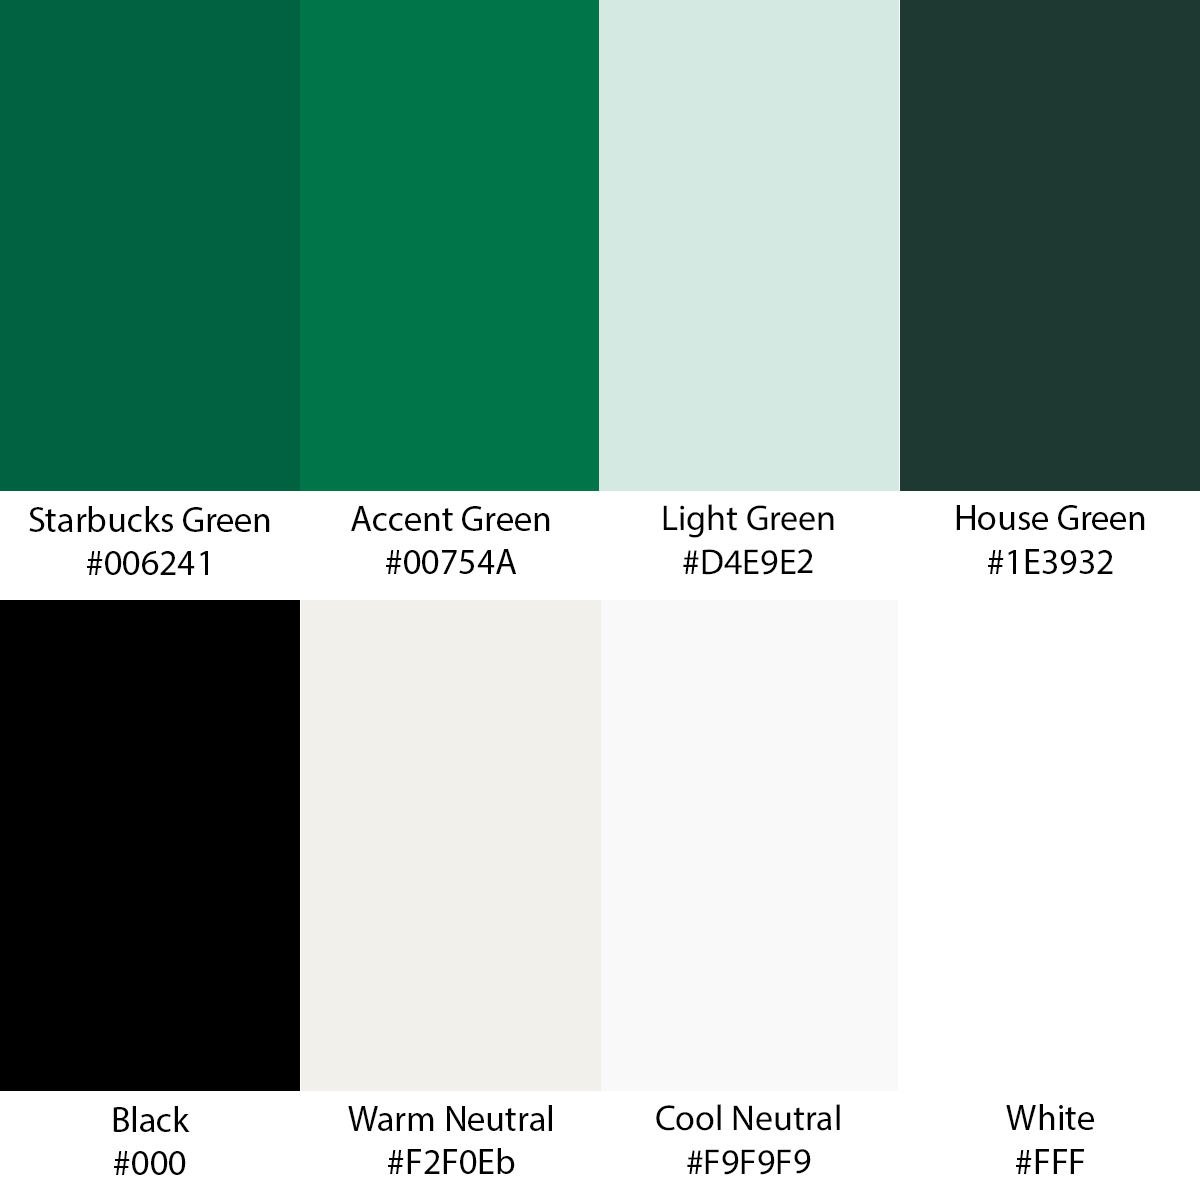 Starbucks Green
#006241
Accent Green
#00754A
Light Green
#D4E9E2
House Green
#1E3932
Black
#000
Warm Neutral
#F2F0Eb
Cool Neutral
#F9F9F9
White
#FFF